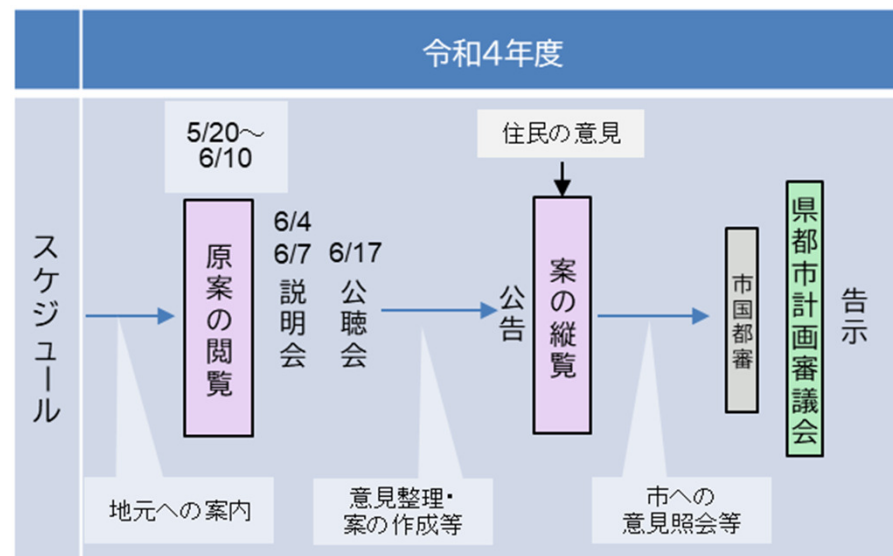 令和4年度
スケジュール
5/20～
6/10
原案の閲覧
6/4
6/7
説明会
6/17
公聴会
公告
住民の意見
案の縦覧
市国都審
県都市計画審議会
告示
地元への案内
意見整理・
案の作成等
市への
意見照会等